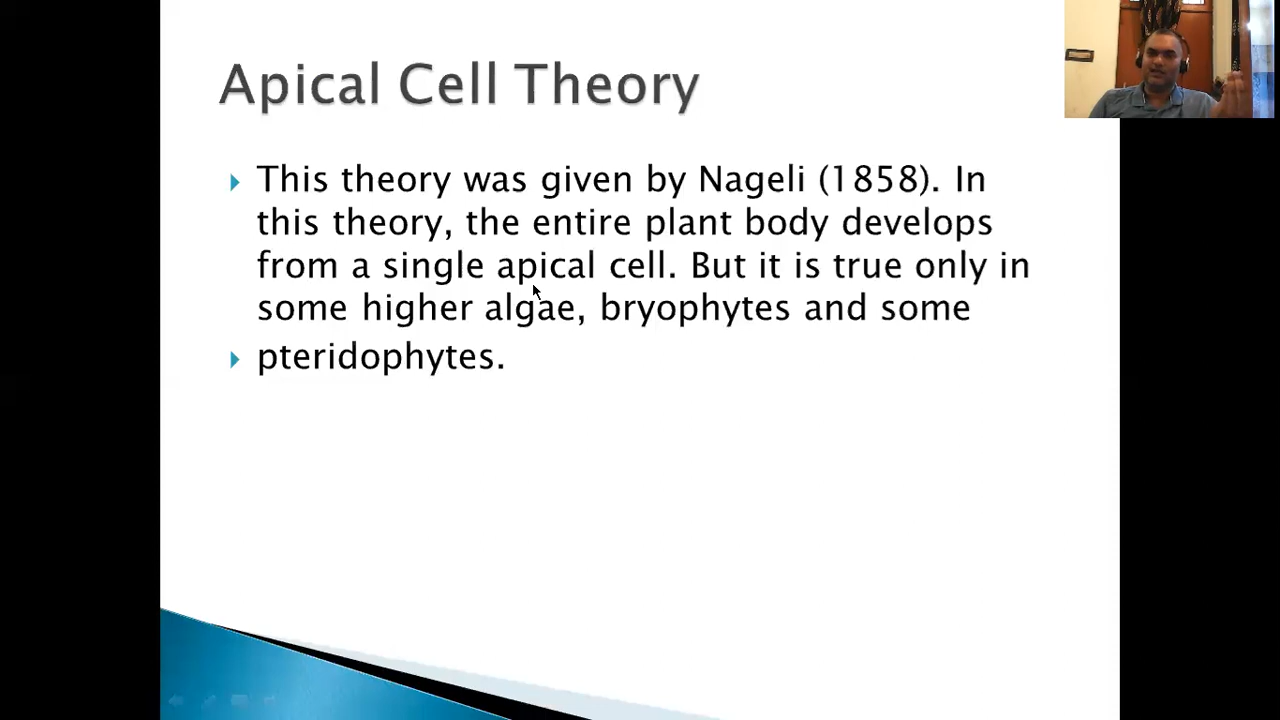 Apical Cell Theory
This theory was given by Nageli (1858). In
this theory, the entire plant body develops
from a single apical cell. But it is true only in
some higher algae, bryophytes and some
pteridophytes.